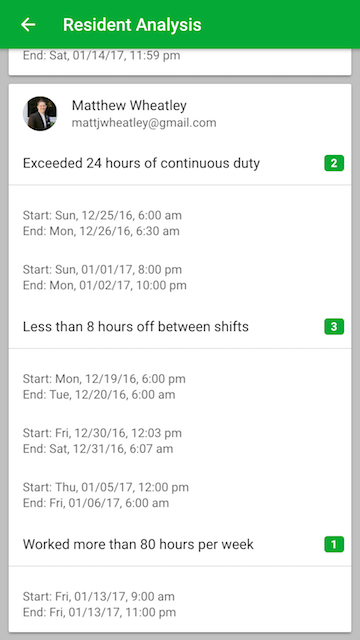 Resident Analysis
End: Sat, 01/14/17, 11:59 pm
Matthew Wheatley
mattjwheatley@gmail.com
Exceeded 24 hours of continuous duty 2
Start: Sun, 12/25/16, 6:00 am
End: Mon, 12/26/16, 6:30 am
Start: Sun, 01/01/17, 8:00 pm
End: Mon, 01/02/17, 10:00 pm
Less than 8 hours off between shifts 3
Start: Mon, 12/19/16, 6:00 pm
End: Tue, 12/20/16, 6:00 am
Start: Fri, 12/30/16, 12:03 pm
End: Sat, 12/31/16, 6:07 am
Start: Thu, 01/05/17, 12:00 pm
End: Fri, 01/06/17, 6:00 am
Worked more than 80 hours per week 1
Start: Fri, 01/13/17, 9:00 am
End: Fri, 01/13/17, 11:00 pm